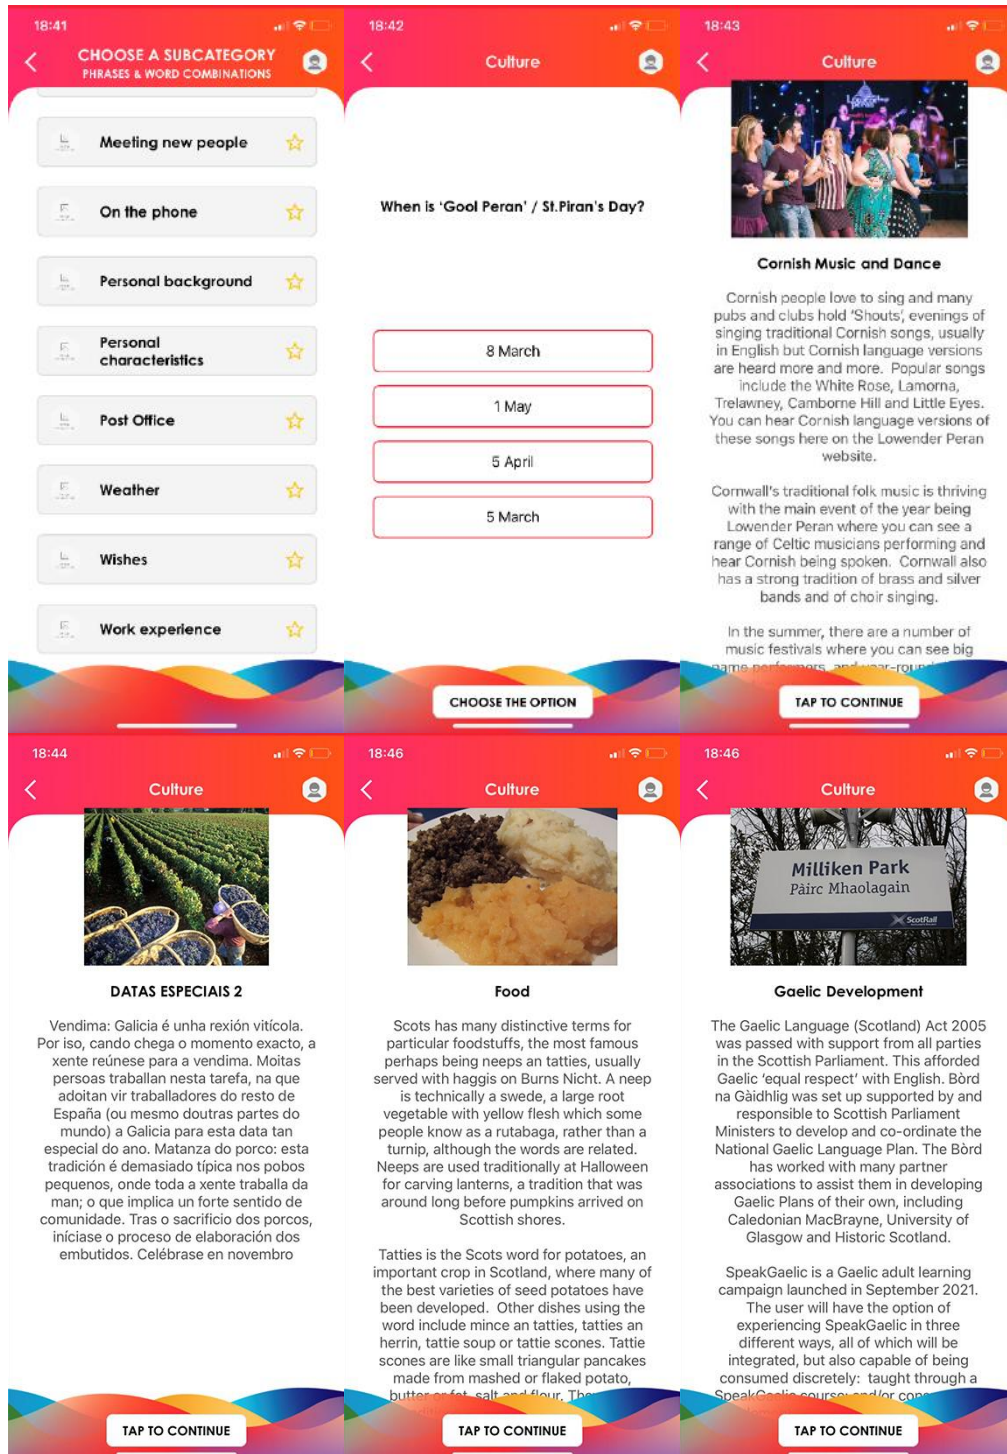 18:41
CHOOSE A SUBCATEGORY
PHRASES & WORD COMBINATIONS
Meeting new people
On the phone
Personal background
Personal
characteristics
Post Office
Weather
Wishes
Work experience
18:42
Culture
When is ‘Gool Peran’ / St.Piran’s Day?
8 March
1 May
5 April
5 March
CHOOSE THE OPTION
18:43
Culture
Cornish Music and Dance
Cornish people love to sing and many
pubs and clubs hold ‘Shouts’, evenings of
singing traditional Cornish songs, usually
in English but Cornish language versions
are heard more and more. Popular songs
include the White Rose, Lamorna,
Trelawney, Camborne Hill and Little Eyes.
You can hear Cornish language versions of
these songs here on the Lowender Peran
website.
Cornwall's traditional folk music is thriving
with the main event of the year being
Lowender Peran where you can see a
range of Celtic musicians performing and
hear Cornish being spoken. Cornwall also
has a strong tradition of brass and silver
bands and of choir singing.
In the summer, there are a number of
music festivals where you can see big
name performers, and year-round
TAP TO CONTINUE
18:44
Culture
DATAS ESPECIAIS 2
Vendima: Galicia é unha rexión vitícola.
Por iso, cando chega o momento exacto, a
xente reúnese para a vendima. Moitas
persoas traballan nesta tarefa, na que
adoitan vir traballadores do resto de
España (ou mesmo doutras partes do
mundo) a Galicia para esta data tan
especial do ano. Matanza do porco: esta
tradición é demasiado típica nos pobos
pequenos, onde toda a xente traballa da
man; o que implica un forte sentido de
comunidade. Tras o sacrificio dos porcos,
iníciase o proceso de elaboración dos
embutidos. Celébrase en novembro
TAP TO CONTINUE
18:46
Culture
Food
Scots has many distinctive terms for
particular foodstuffs, the most famous
perhaps being neeps an tatties, usually
served with haggis on Burns Nicht. A neep
is technically a swede, a large root
vegetable with yellow flesh which some
people know as a rutabaga, rather than a
turnip, although the words are related.
Neeps are used traditionally at Halloween
for carving lanterns, a tradition that was
around long before pumpkins arrived on
Scottish shores.
Tatties is the Scots word for potatoes, an
important crop in Scotland, where many of
the best varieties of seed potatoes have
been developed. Other dishes using the
word include mince an tatties, tatties an
herrin, tattie soup or tattie scones. Tattie
scones are like small triangular pancakes
made from mashed or flaked potato,
butter or fat, salt and flour.
TAP TO CONTINUE
18:46
Culture
Milliken Park
Pàirc Mhaolagain
ScotRail
Gaelic Development
The Gaelic Language (Scotland) Act 2005
was passed with support from all parties
in the Scottish Parliament. This afforded
Gaelic ‘equal respect’ with English. Bòrd
na Gàidhlig was set up supported by and
responsible to Scottish Parliament
Ministers to develop and co-ordinate the
National Gaelic Language Plan. The Bòrd
has worked with many partner
associations to assist them in developing
Gaelic Plans of their own, including
Caledonian MacBrayne, University of
Glasgow and Historic Scotland.
SpeakGaelic is a Gaelic adult learning
campaign launched in September 2021.
The user will have the option of
experiencing SpeakGaelic in three
different ways, all of which will be
integrated, but also capable of being
consumed discretely: taught through a
SpeakGaelic course; and/or
TAP TO CONTINUE